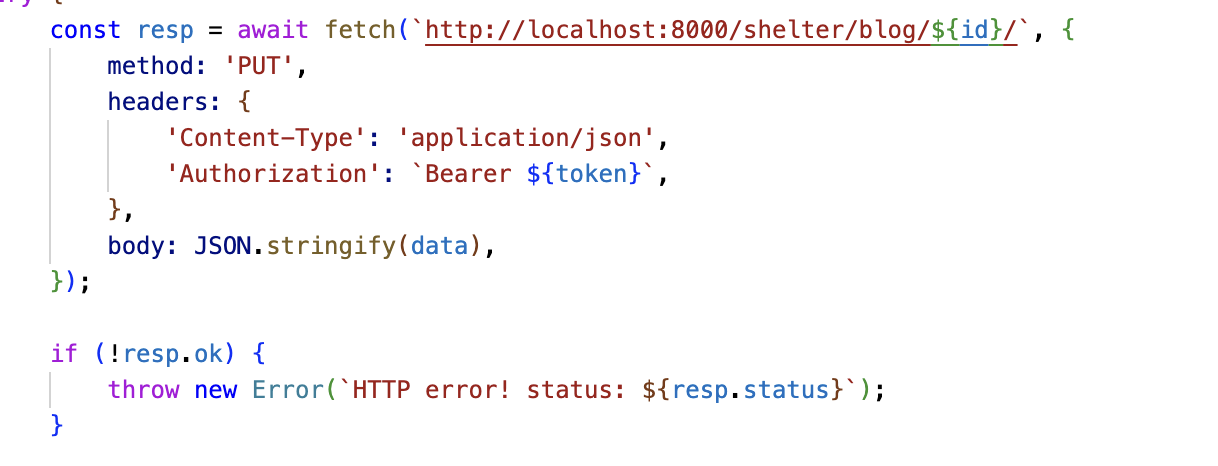 ry {
const resp = await fetch(`http://localhost:8000/shelter/blog/${id}/`, {
    method: 'PUT',
    headers: {
        'Content-Type': 'application/json',
        'Authorization': `Bearer ${token}`,
    },
    body: JSON.stringify(data),
});

if (!resp.ok) {
    throw new Error(`HTTP error! status: ${resp.status}`);
}